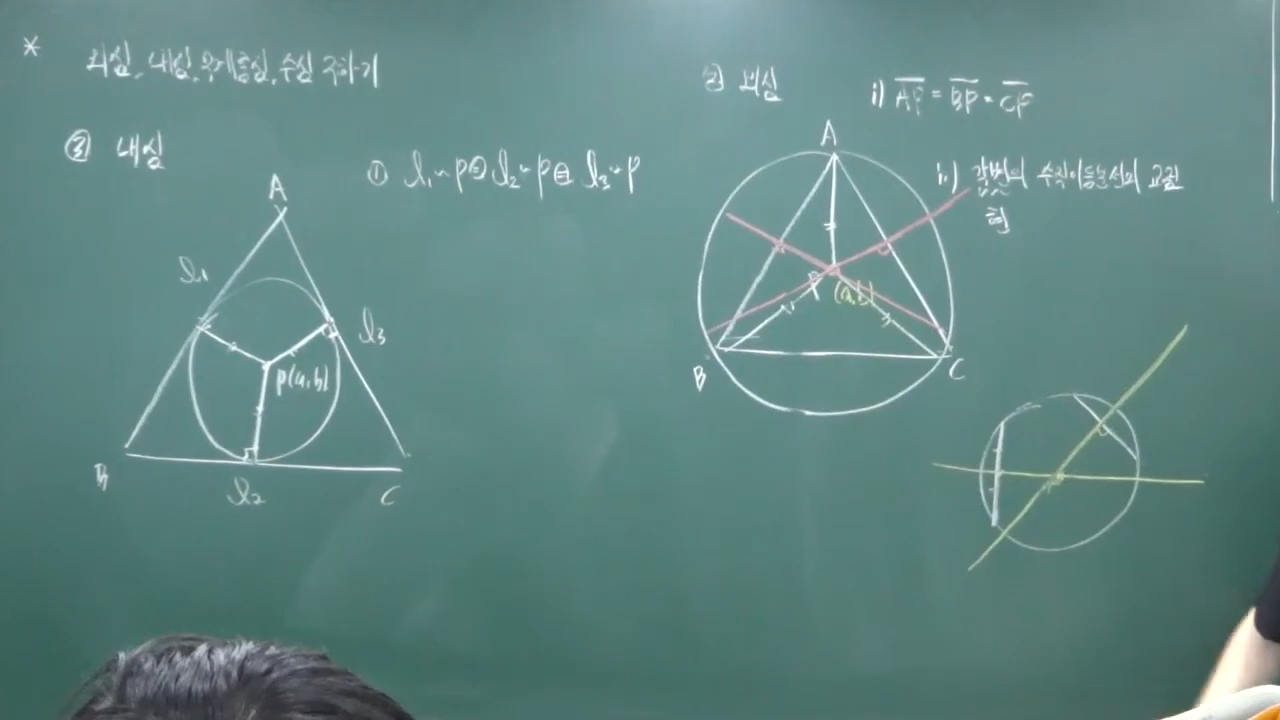 * 외심, 내심, 무게중심, 수심 구하기
③ 내심
① l₁~P ⊜ l₂~P ⊜ l₃~P
A
l₁
l₃
P(a,b)
B
l₂
C
② 외심
i) AP = BP = CP
ii) 각변의 수직이등분선의 교점
현
A
P
(a,b)
B
C